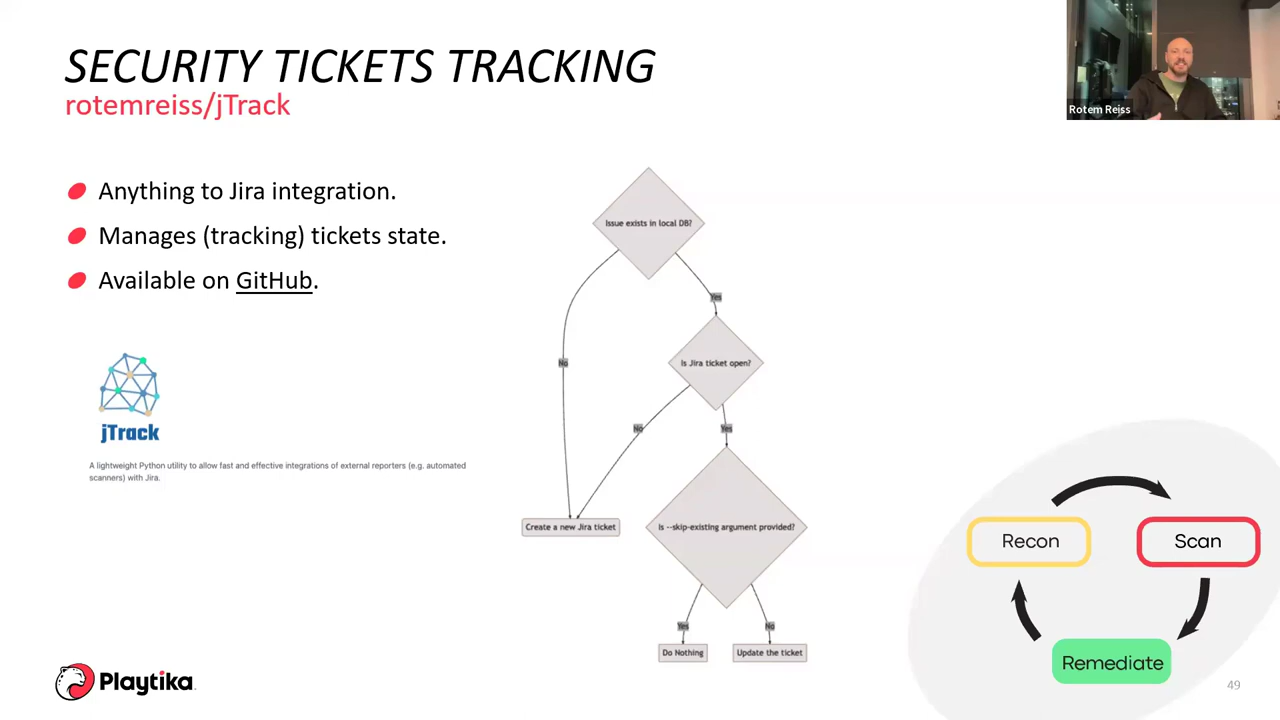 SECURITY TICKETS TRACKING
rotemreiss/jTrack
Rotem Reiss
Anything to Jira integration.
Manages (tracking) tickets state.
Available on GitHub.
jTrack
A lightweight Python utility to allow fast and effective integrations of external reporters (e.g. automated
scanners) with Jira.
Issue exists in local DB?
Yes
No
Is Jira ticket open?
No
Yes
Create a new Jira ticket
Is --skip-existing argument provided?
Yes
No
Do Nothing
Update the ticket
Recon
Scan
Remediate
Playtika
49